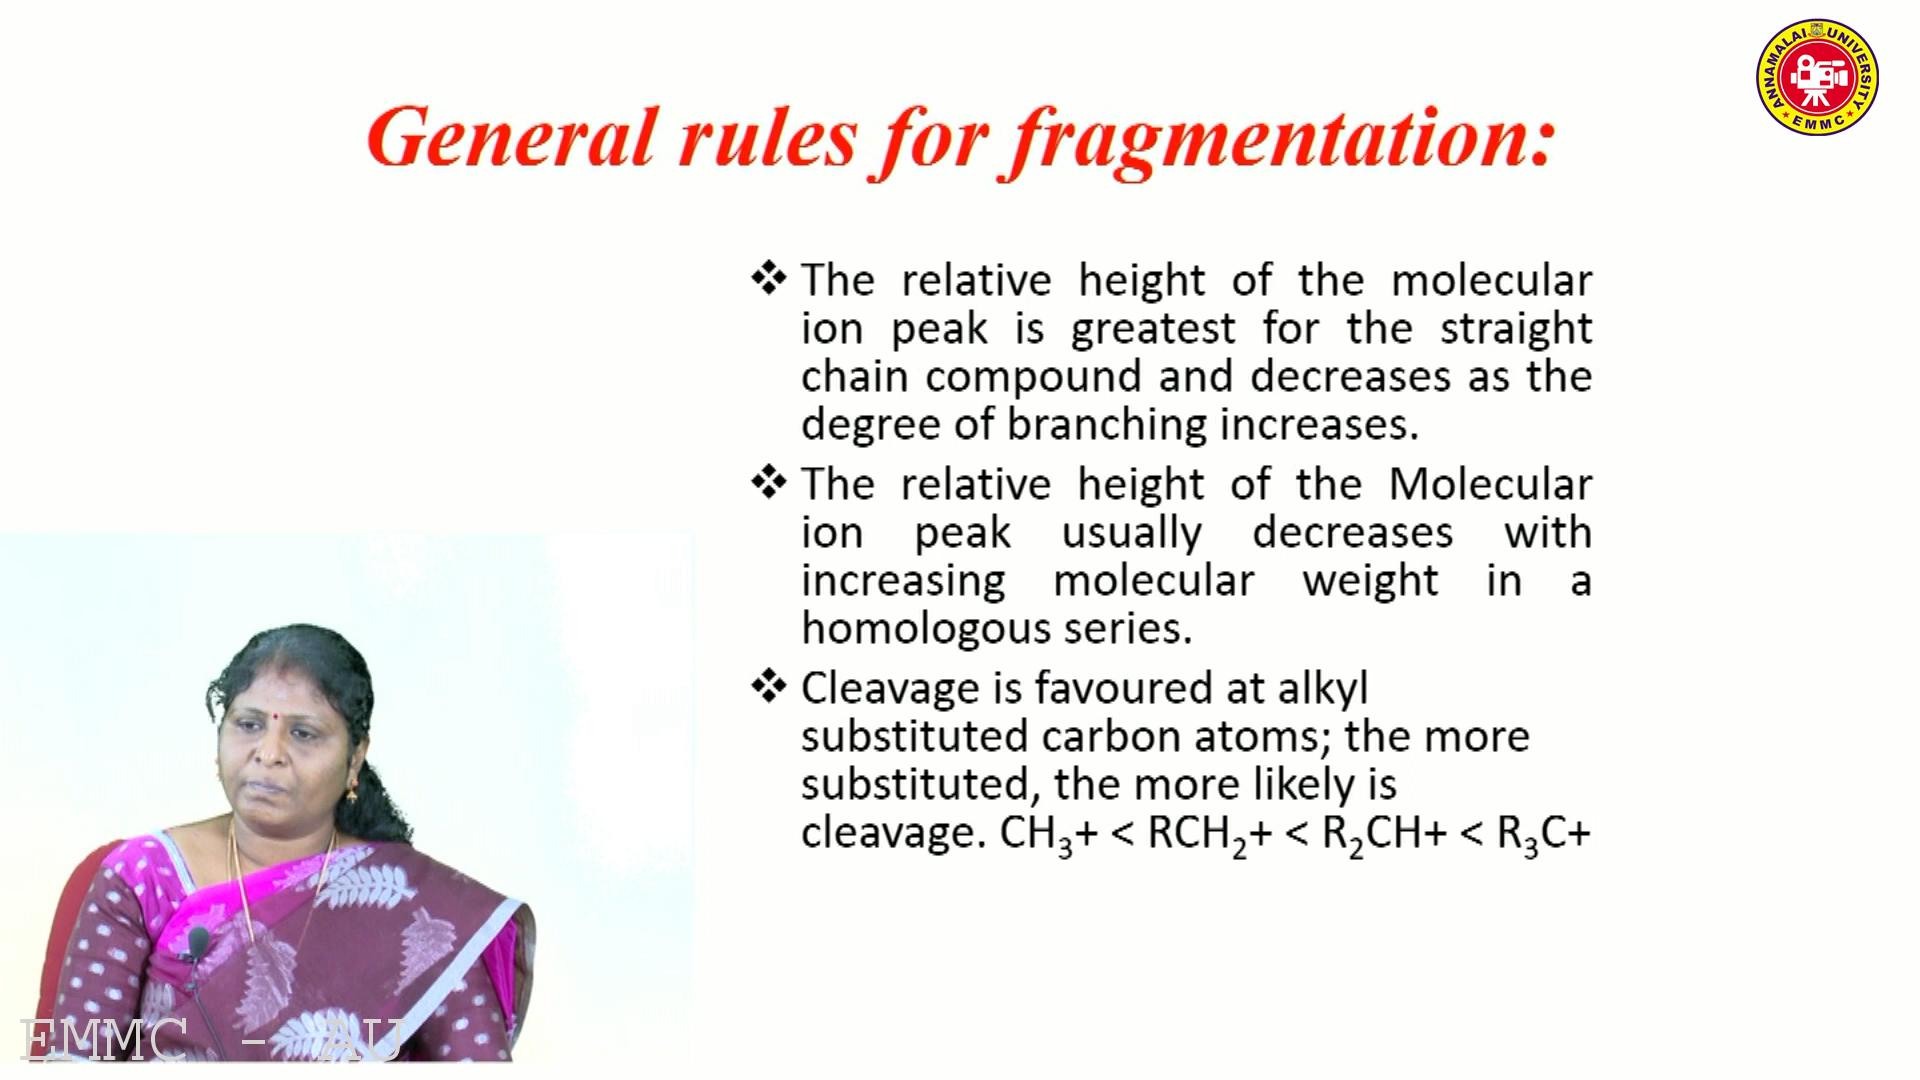 ANNAMALAI UNIVERSITY
EMMC
General rules for fragmentation:
❖ The relative height of the molecular
ion peak is greatest for the straight
chain compound and decreases as the
degree of branching increases.
❖ The relative height of the Molecular
ion peak usually decreases with
increasing molecular weight in a
homologous series.
❖ Cleavage is favoured at alkyl
substituted carbon atoms; the more
substituted, the more likely is
cleavage. CH₃+ < RCH₂+ < R₂CH+ < R₃C+
EMMC - AU